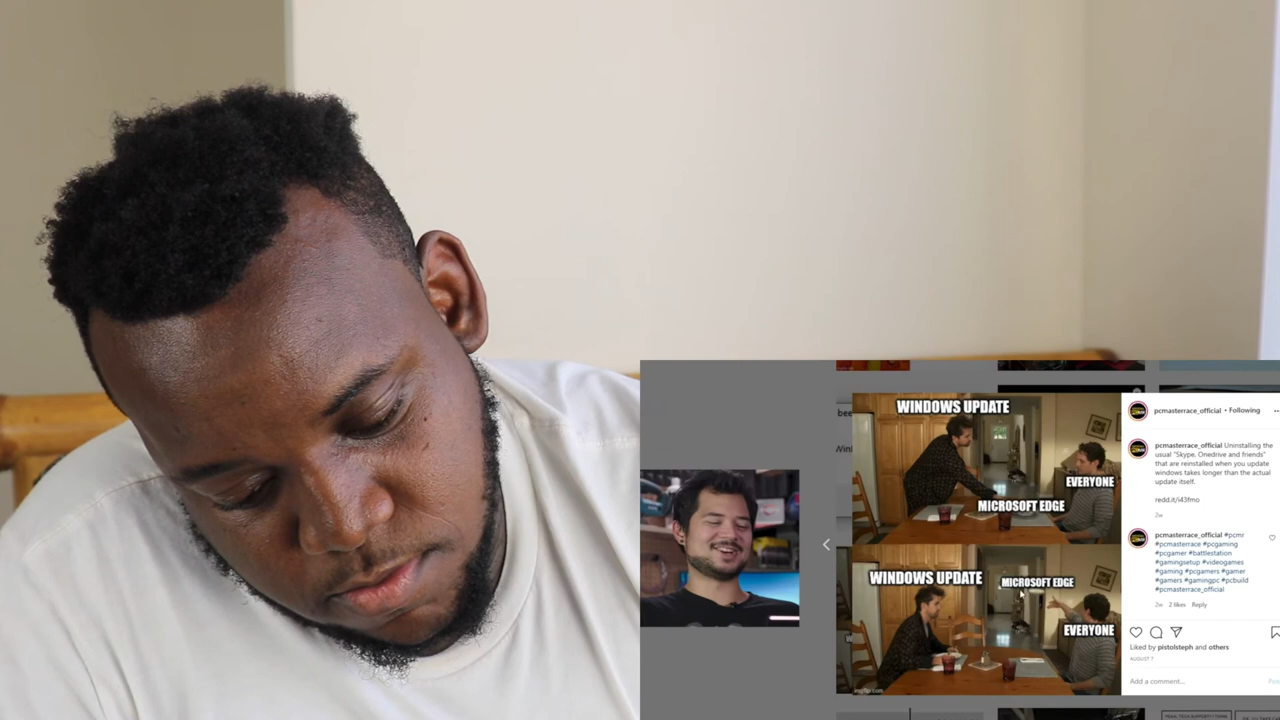 WINDOWS UPDATE
EVERYONE
MICROSOFT EDGE
WINDOWS UPDATE
MICROSOFT EDGE
EVERYONE
imgflip.com
pcmasterrace_official • Following
pcmasterrace_official Uninstalling the
usual "Skype, Onedrive and friends"
that are reinstalled when you update
windows takes longer than the actual
update itself.
redd.it/i43fmo
2w
pcmasterrace_official #pcmr
#pcmasterrace #pcgaming
#pcgamer #battlestation
#gamingsetup #videogames
#gaming #pcgamers #gamer
#gamers #gamingpc #pcbuild
#pcmasterrace_official
2w 2 likes Reply
Liked by pistolsteph and others
AUGUST 7
Add a comment...